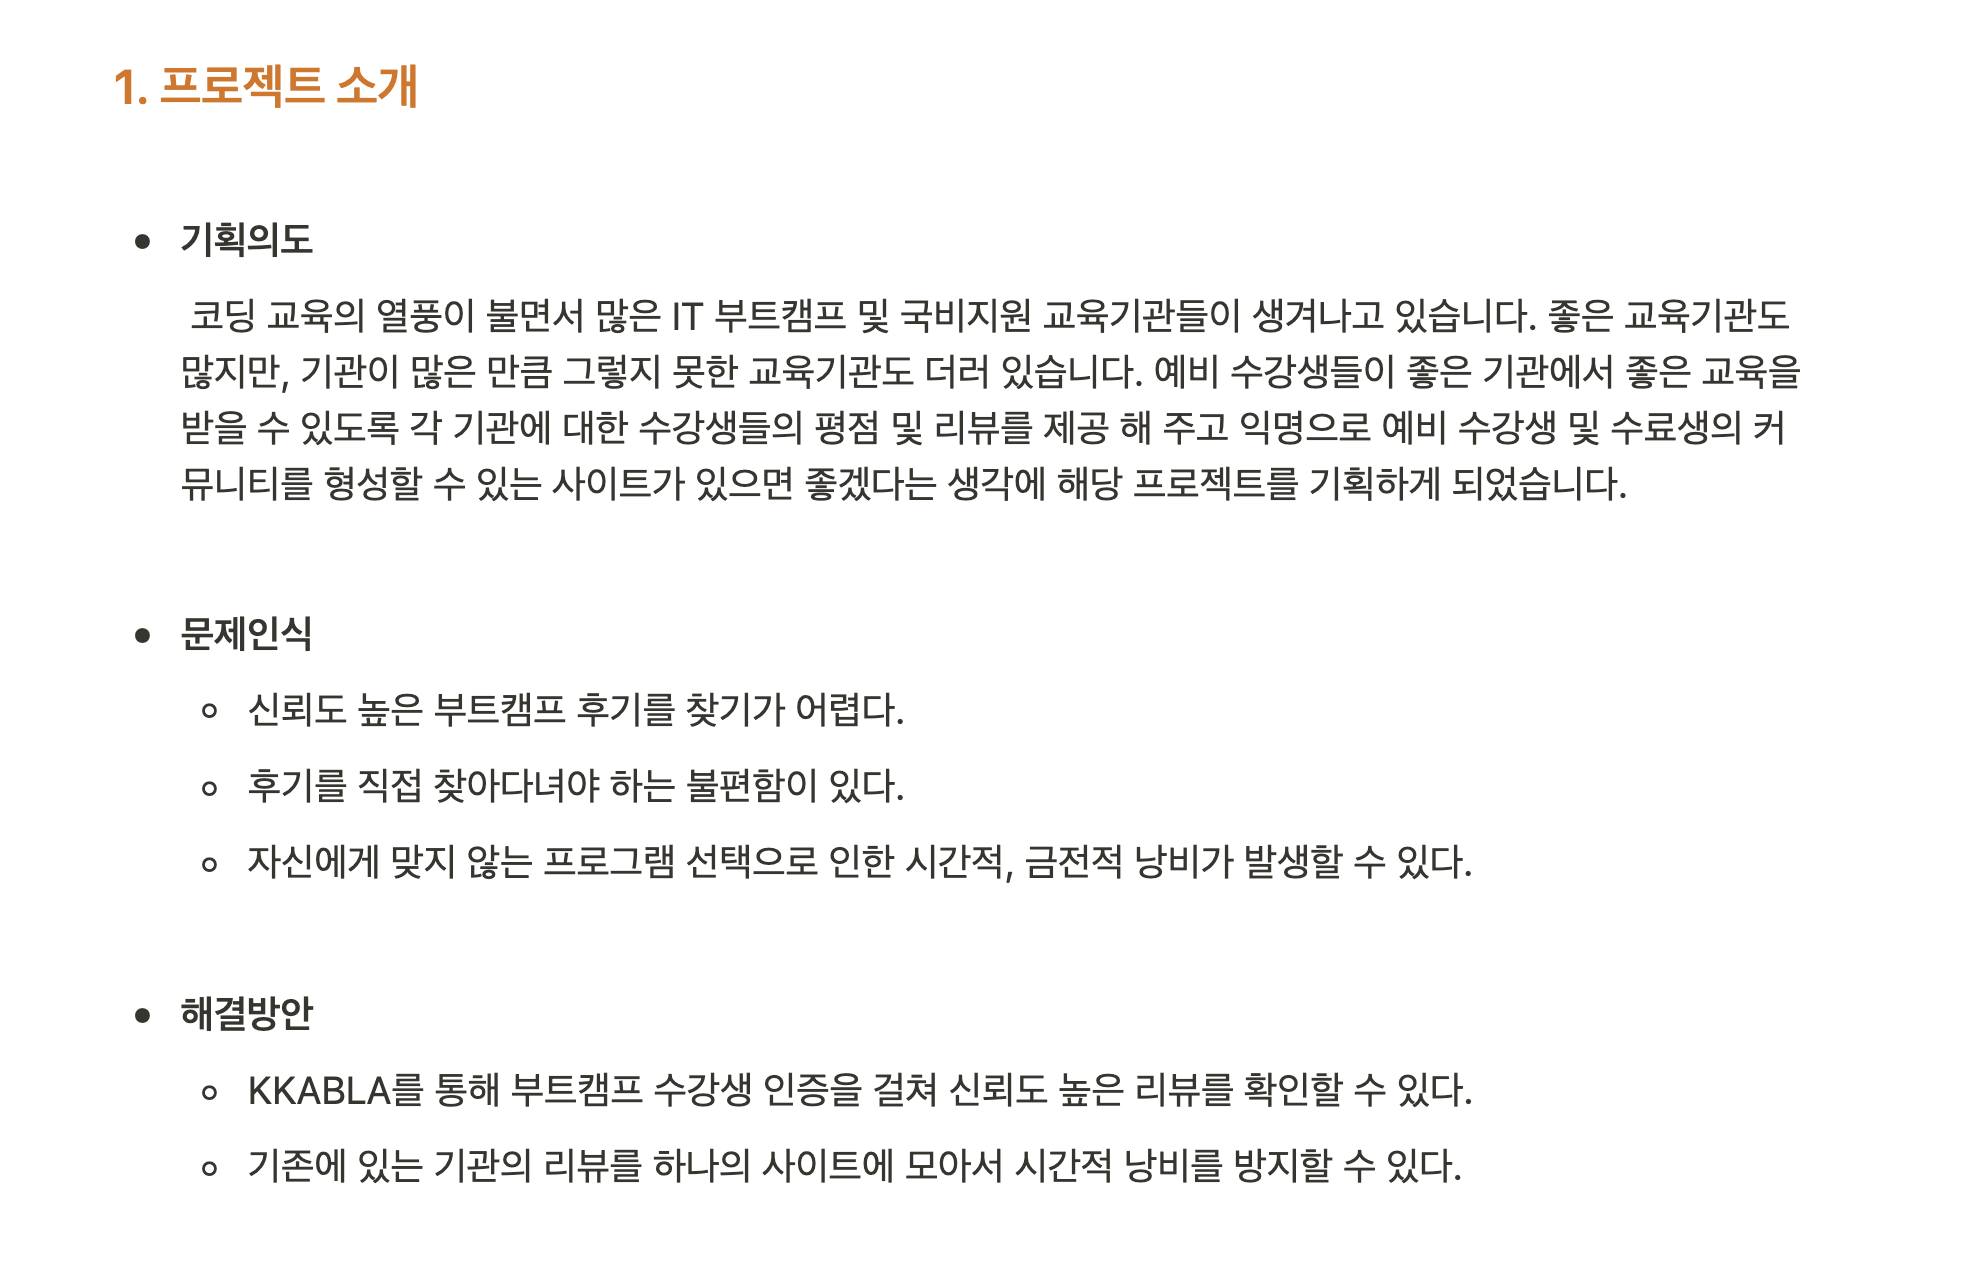 1. 프로젝트 소개
• 기획의도
코딩 교육의 열풍이 불면서 많은 IT 부트캠프 및 국비지원 교육기관들이 생겨나고 있습니다. 좋은 교육기관도
많지만, 기관이 많은 만큼 그렇지 못한 교육기관도 더러 있습니다. 예비 수강생들이 좋은 기관에서 좋은 교육을
받을 수 있도록 각 기관에 대한 수강생들의 평점 및 리뷰를 제공 해 주고 익명으로 예비 수강생 및 수료생의 커
뮤니티를 형성할 수 있는 사이트가 있으면 좋겠다는 생각에 해당 프로젝트를 기획하게 되었습니다.
• 문제인식
◦ 신뢰도 높은 부트캠프 후기를 찾기가 어렵다.
◦ 후기를 직접 찾아다녀야 하는 불편함이 있다.
◦ 자신에게 맞지 않는 프로그램 선택으로 인한 시간적, 금전적 낭비가 발생할 수 있다.
• 해결방안
◦ KKABLA를 통해 부트캠프 수강생 인증을 걸쳐 신뢰도 높은 리뷰를 확인할 수 있다.
◦ 기존에 있는 기관의 리뷰를 하나의 사이트에 모아서 시간적 낭비를 방지할 수 있다.